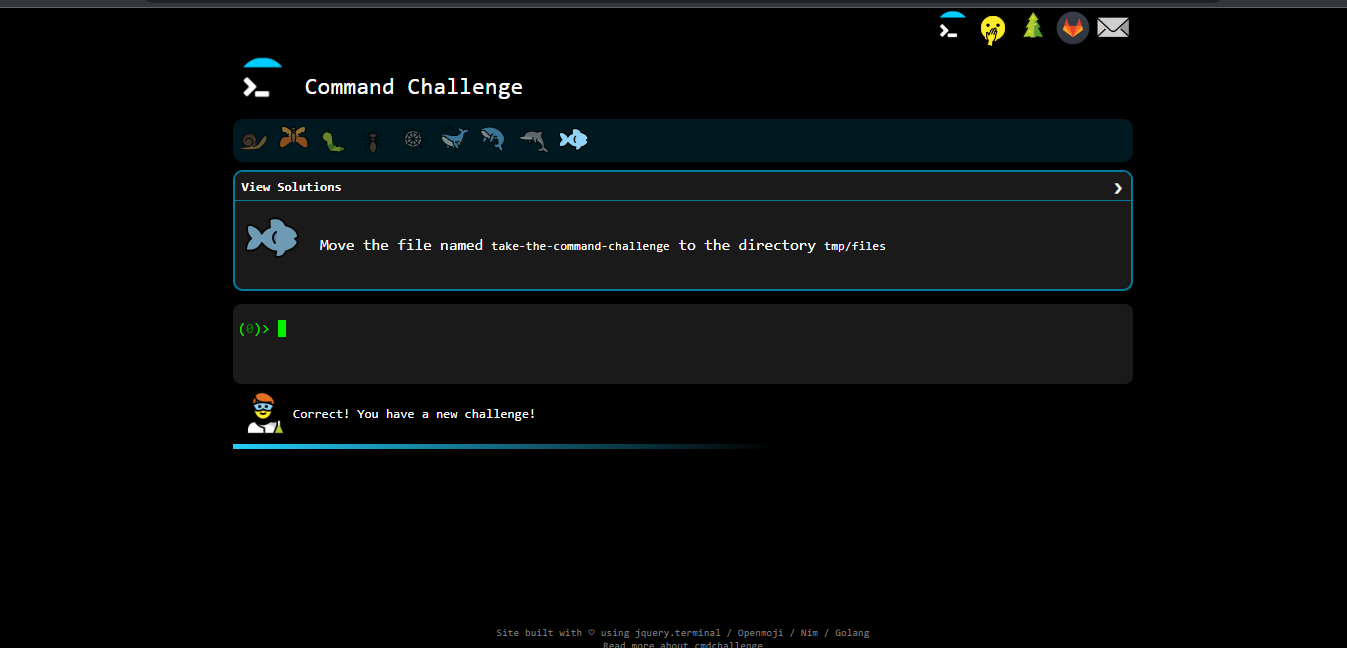 Command Challenge
View Solutions
Move the file named take-the-command-challenge to the directory tmp/files
(0)>
Correct! You have a new challenge!
Site built with ♡ using jquery.terminal / Openmoji / Nim / Golang
Read more about cmdchallenge